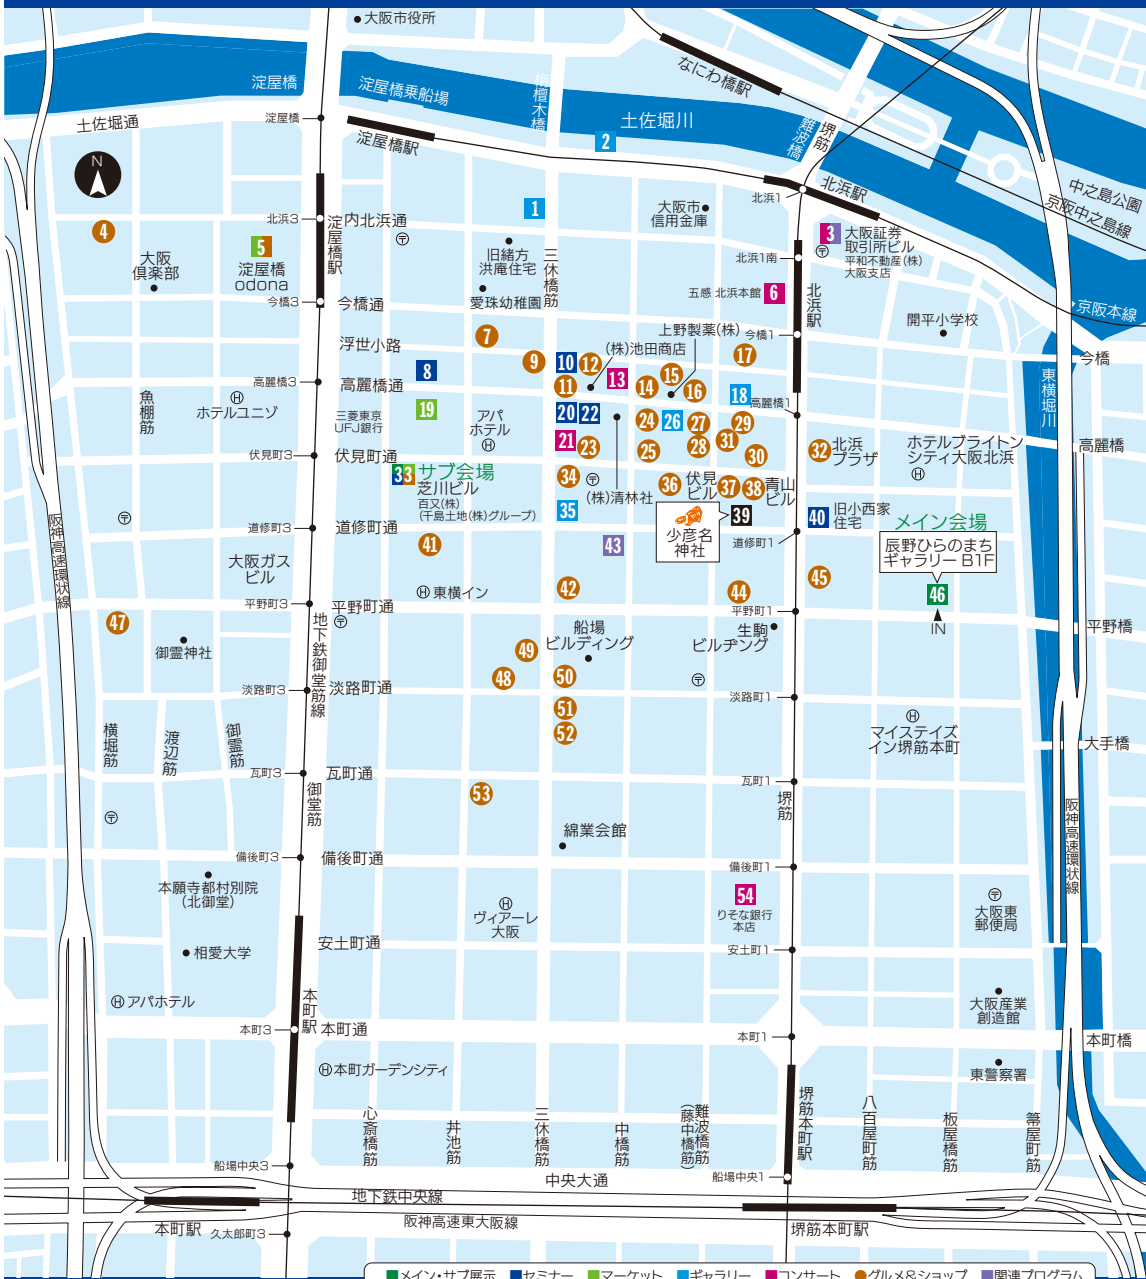 大阪市役所
淀屋橋
淀屋橋乗船場
栴檀木橋
なにわ橋駅
土佐堀川
難波橋
堺筋
土佐堀通
淀屋橋
淀屋橋駅
2
北浜駅
中之島公園
京阪中之島線
N
北浜1
1
大阪市
信用金庫
4
北浜3
内北浜通
淀屋橋駅
3
大阪証券
取引所ビル
平和不動産(株)
大阪支店
5
淀屋橋
odona
大阪
倶楽部
旧緒方
洪庵住宅
三休橋筋
北浜1南
北浜駅
愛珠幼稚園
五感 北浜本館
6
京阪本線
今橋3
今橋通
開平小学校
7
上野製薬(株)
今橋1
今橋
浮世小路
(株)池田商店
9
10
12
17
東横堀川
8
11
13
14
15
16
18
高麗橋3
高麗橋通
高麗橋1
魚棚筋
ホテルユニゾ
三菱東京
UFJ銀行
19
アパ
ホテル
20
22
24
26
27
29
高麗橋
21
23
25
28
31
30
32
北浜
プラザ
ホテルブライトン
シティ大阪北浜
伏見町3
伏見町通
33
サブ会場
芝川ビル
百又(株)
(千島土地(株)グループ)
34
(株)清林社
36
伏見
ビル
37
38
青山
ビル
35
39
少彦名
神社
40
旧小西家
住宅
メイン会場
辰野ひらのまち
ギャラリー B1F
46
IN
阪神高速環状線
道修町3
道修町通
道修町1
41
43
大阪ガス
ビル
東横イン
42
44
45
平野町3
平野町通
平野町1
平野橋
47
御霊神社
地下鉄御堂筋線
船場
ビルディング
生駒
ビルヂング
49
48
50
淡路町3
淡路町通
淡路町1
51
52
横堀筋
渡辺筋
御霊筋
マイステイズ
イン堺筋本町
大手橋
瓦町3
瓦町通
瓦町1
53
御堂筋
堺筋
阪神高速環状線
綿業会館
備後町3
備後町通
備後町1
本願寺都村別院
(北御堂)
54
りそな銀行
本店
大阪東
郵便局
ヴィアーレ
大阪
安土町通
安土町1
相愛大学
アパホテル
本町駅
大阪産業
創造館
本町3
本町通
本町1
本町橋
本町ガーデンシティ
東警察署
心斎橋筋
丼池筋
三休橋筋
中橋筋
難波橋筋
(藤中橋筋)
堺筋本町駅
八百屋町筋
板屋橋筋
箒屋町筋
船場中央3
中央大通
船場中央1
地下鉄中央線
本町駅
久太郎町3
阪神高速東大阪線
堺筋本町駅
メイン・サブ展示 セミナー マーケット ギャラリー コンサート グルメ&ショップ 関連プログラム